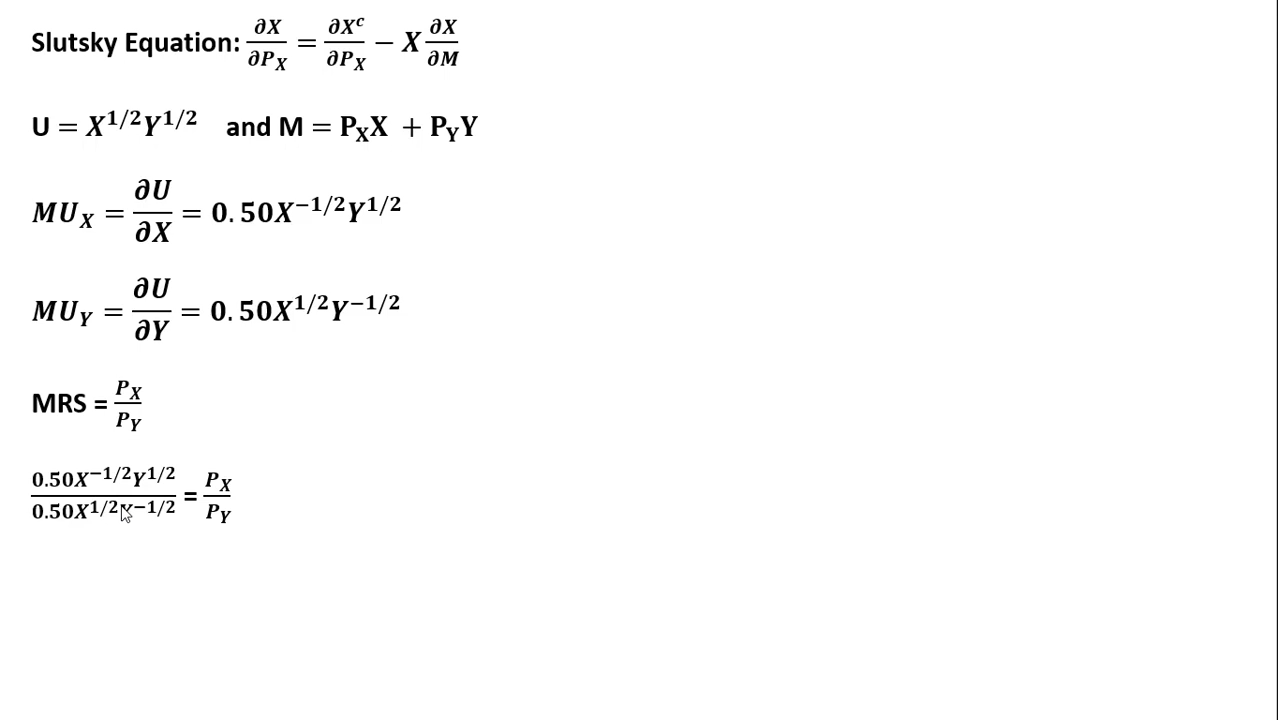 Slutsky Equation: ∂X/∂P_X = ∂X^c/∂P_X − X ∂X/∂M
U = X^{1/2}Y^{1/2} and M = P_X X + P_Y Y
MU_X = ∂U/∂X = 0.50X^{−1/2}Y^{1/2}
MU_Y = ∂U/∂Y = 0.50X^{1/2}Y^{−1/2}
MRS = P_X/P_Y
0.50X^{−1/2}Y^{1/2}/0.50X^{1/2}Y^{−1/2} = P_X/P_Y